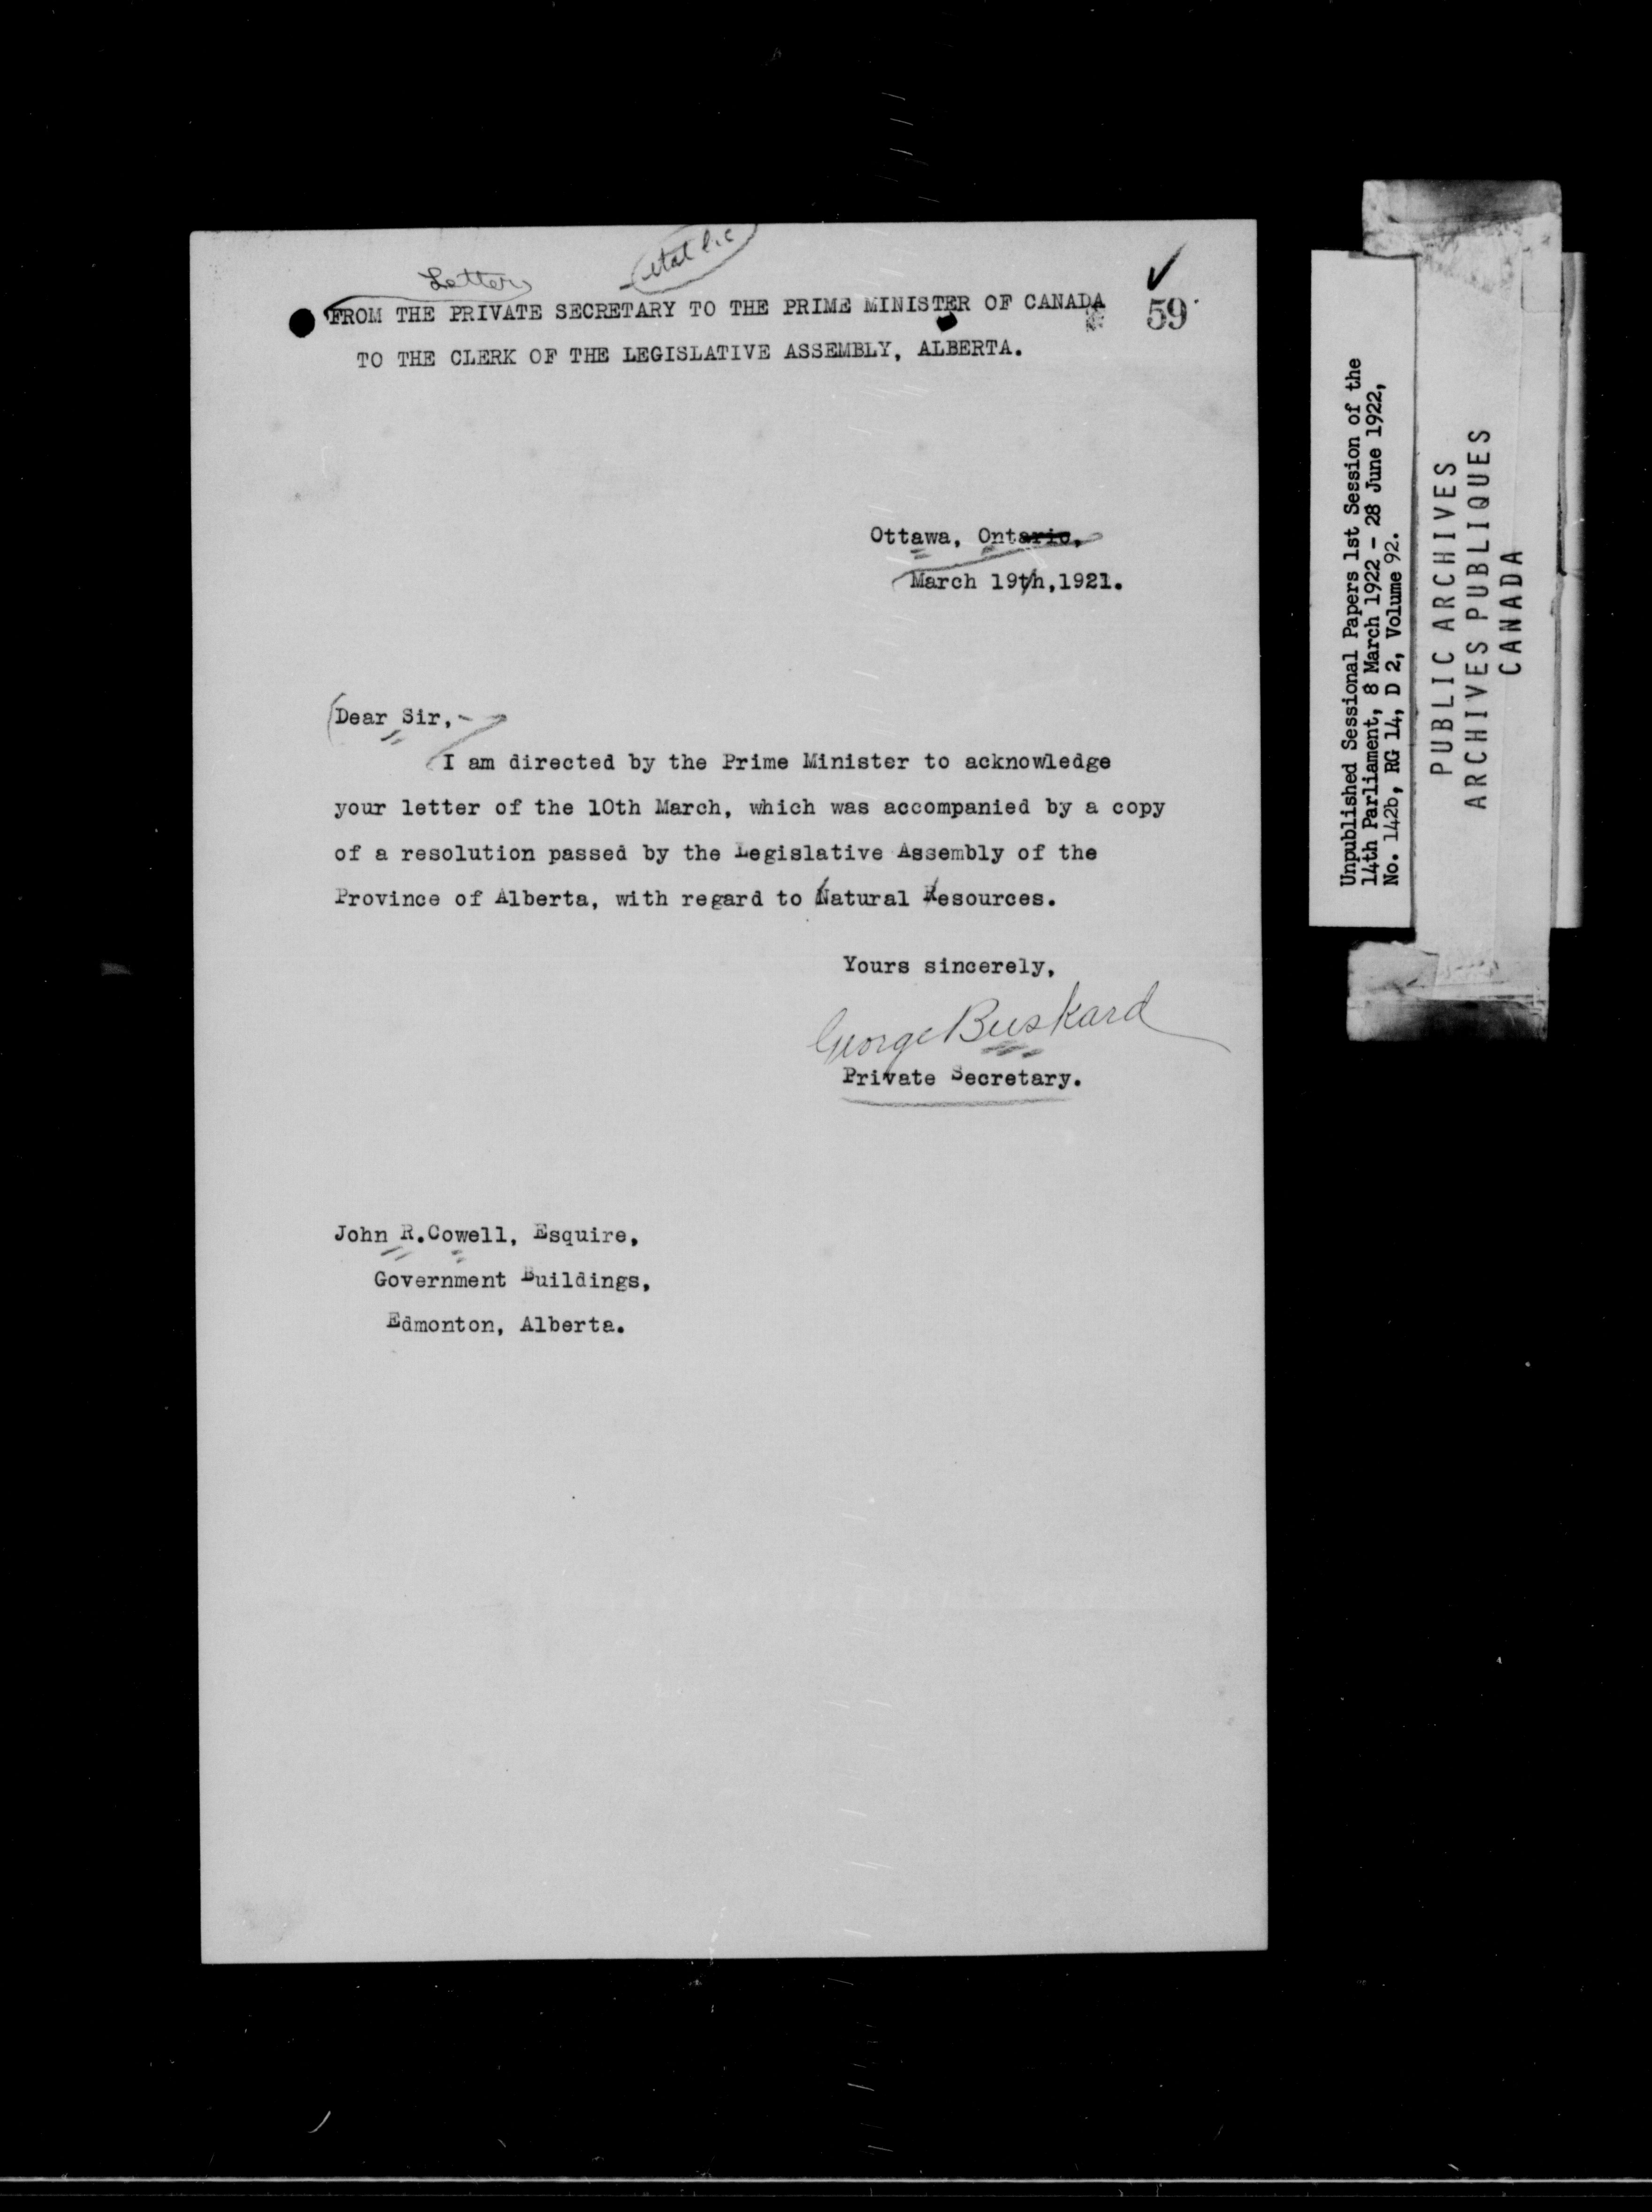 Letter
ital l.c
FROM THE PRIVATE SECRETARY TO THE PRIME MINISTER OF CANADA
59
TO THE CLERK OF THE LEGISLATIVE ASSEMBLY, ALBERTA.
Ottawa, Ontario,
March 19th, 1921.
Dear Sir,-
I am directed by the Prime Minister to acknowledge
your letter of the 10th March, which was accompanied by a copy
of a resolution passed by the Legislative Assembly of the
Province of Alberta, with regard to Natural Resources.
Yours sincerely,
George Buskard
Private Secretary.
John R.Cowell, Esquire,
Government Buildings,
Edmonton, Alberta.
Unpublished Sessional Papers 1st Session of the
14th Parliament, 8 March 1922 - 28 June 1922,
No. 142b, RG 14, D 2, Volume 92.
PUBLIC ARCHIVES
ARCHIVES PUBLIQUES
CANADA